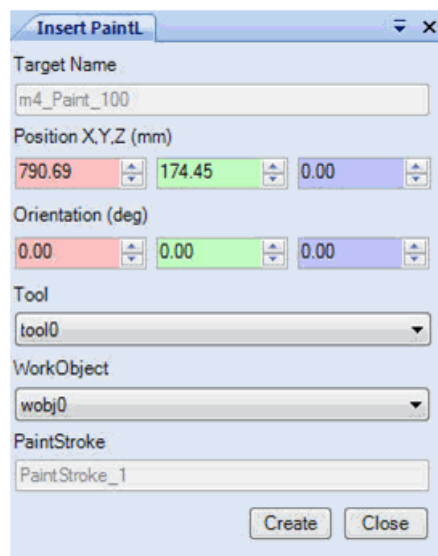 Insert PaintL
Target Name
m4_Paint_100
Position X,Y,Z (mm)
790.69 174.45 0.00
Orientation (deg)
0.00 0.00 0.00
Tool
tool0
WorkObject
wobj0
PaintStroke
PaintStroke_1
Create Close